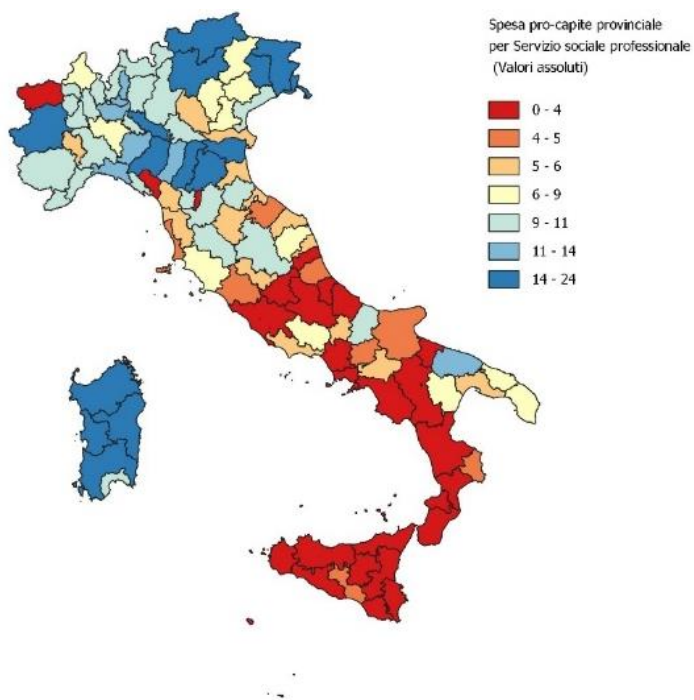 Spesa pro-capite provinciale
per Servizio sociale professionale
(Valori assoluti)
0 - 4
4 - 5
5 - 6
6 - 9
9 - 11
11 - 14
14 - 24